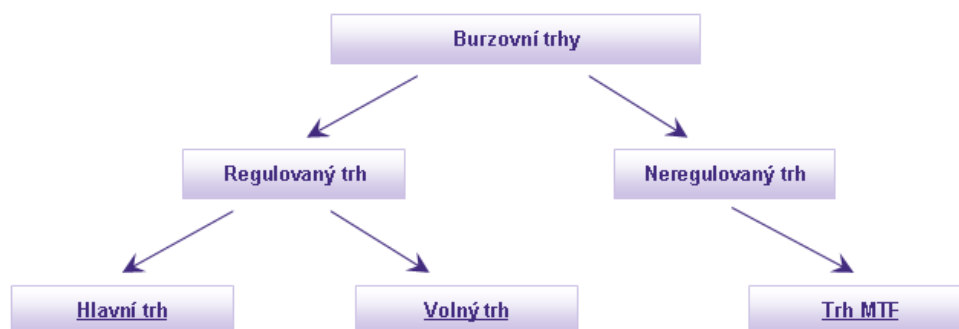 Burzovní trhy
Regulovaný trh
Neregulovaný trh
Hlavní trh
Volný trh
Trh MTF